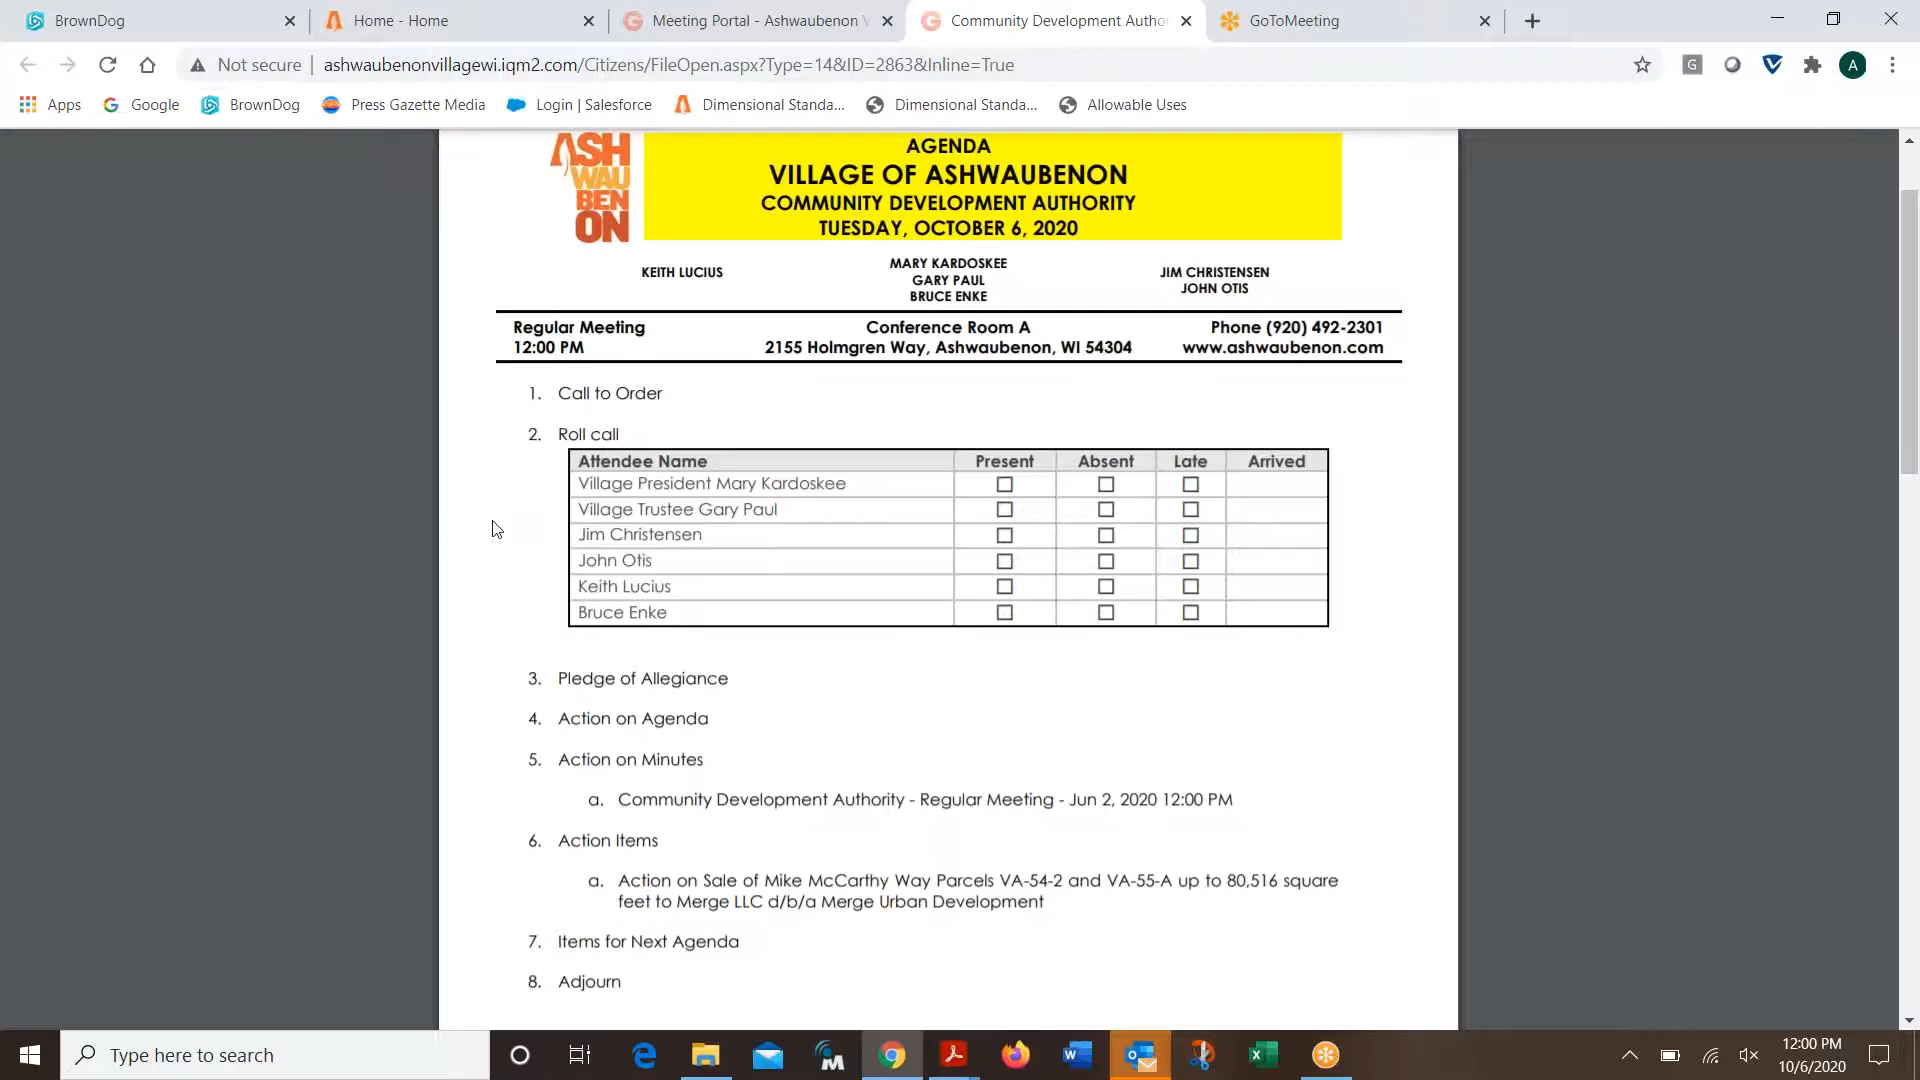 BrownDog
Home - Home
Meeting Portal - Ashwaubenon V
Community Development Autho
GoToMeeting
Not secure
ashwaubenonvillagewi.iqm2.com/Citizens/FileOpen.aspx?Type=14&ID=2863&Inline=True
G
A
Apps
Google
BrownDog
Press Gazette Media
Login | Salesforce
Dimensional Standa...
Dimensional Standa...
Allowable Uses
ASH
WAU
BEN
ON
AGENDA
VILLAGE OF ASHWAUBENON
COMMUNITY DEVELOPMENT AUTHORITY
TUESDAY, OCTOBER 6, 2020
KEITH LUCIUS
MARY KARDOSKEE
GARY PAUL
BRUCE ENKE
JIM CHRISTENSEN
JOHN OTIS
Regular Meeting
12:00 PM
Conference Room A
2155 Holmgren Way, Ashwaubenon, WI 54304
Phone (920) 492-2301
www.ashwaubenon.com
1. Call to Order
2. Roll call
Attendee Name Present Absent Late Arrived
Village President Mary Kardoskee
Village Trustee Gary Paul
Jim Christensen
John Otis
Keith Lucius
Bruce Enke
3. Pledge of Allegiance
4. Action on Agenda
5. Action on Minutes
a. Community Development Authority - Regular Meeting - Jun 2, 2020 12:00 PM
6. Action Items
a. Action on Sale of Mike McCarthy Way Parcels VA-54-2 and VA-55-A up to 80,516 square
feet to Merge LLC d/b/a Merge Urban Development
7. Items for Next Agenda
8. Adjourn
Type here to search
12:00 PM
10/6/2020